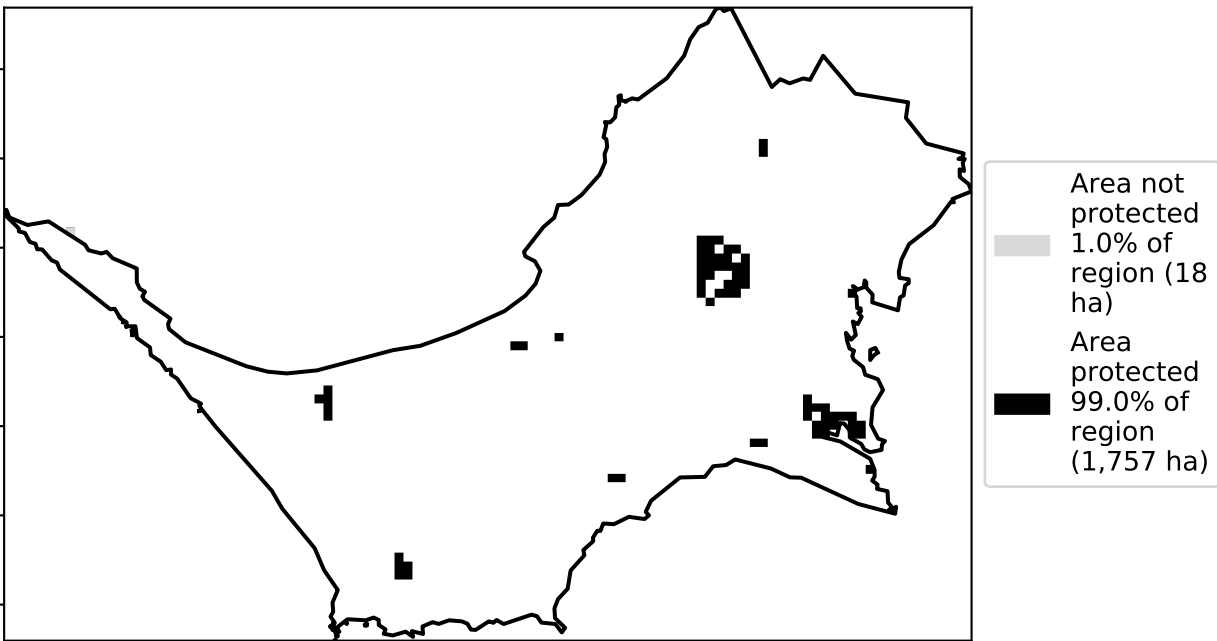 Area not
protected
1.0% of
region (18
ha)
Area
protected
99.0% of
region
(1,757 ha)